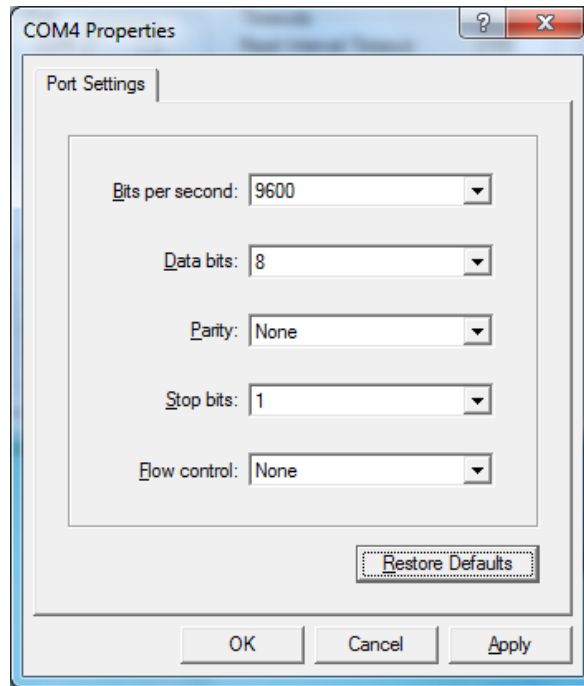 COM4 Properties
Port Settings
Bits per second: 9600
Data bits: 8
Parity: None
Stop bits: 1
Flow control: None
Restore Defaults
OK Cancel Apply